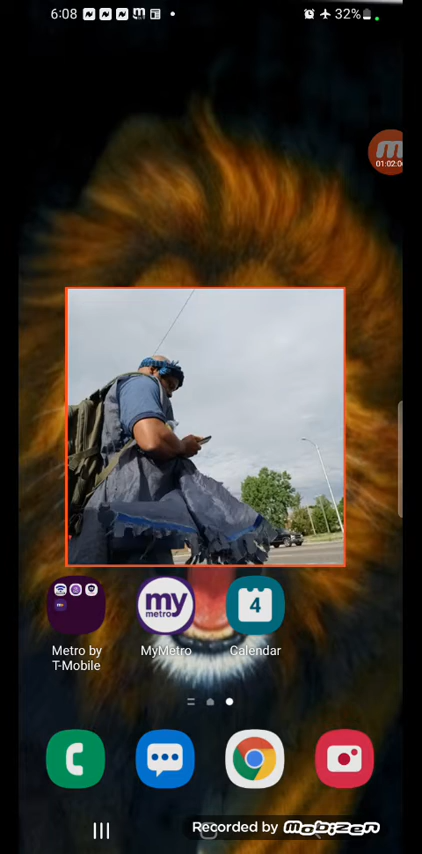 6:08
32%
01:02:0
4
my
metro
Metro by
T-Mobile
MyMetro
Calendar
Recorded by Mobizen